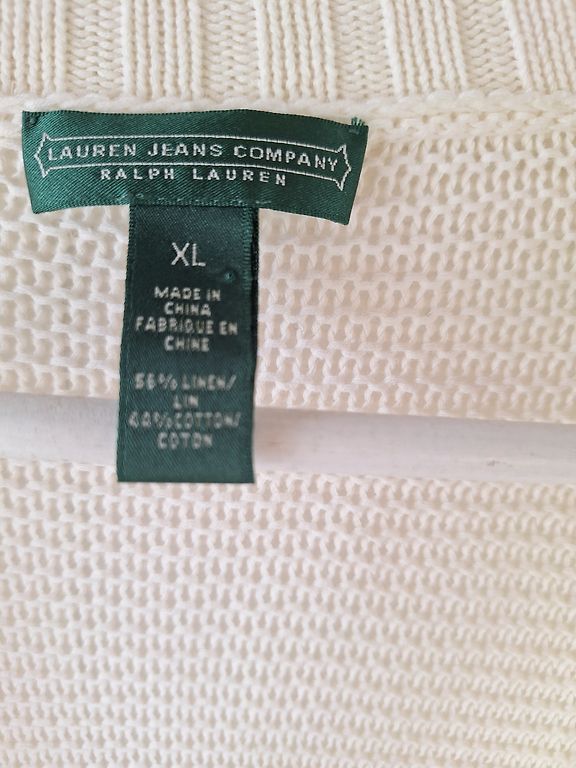 LAUREN JEANS COMPANY
RALPH LAUREN
XL
MADE IN
CHINA
FABRIQUE EN
CHINE
56% LINEN/
LIN
44% COTTON/
COTON